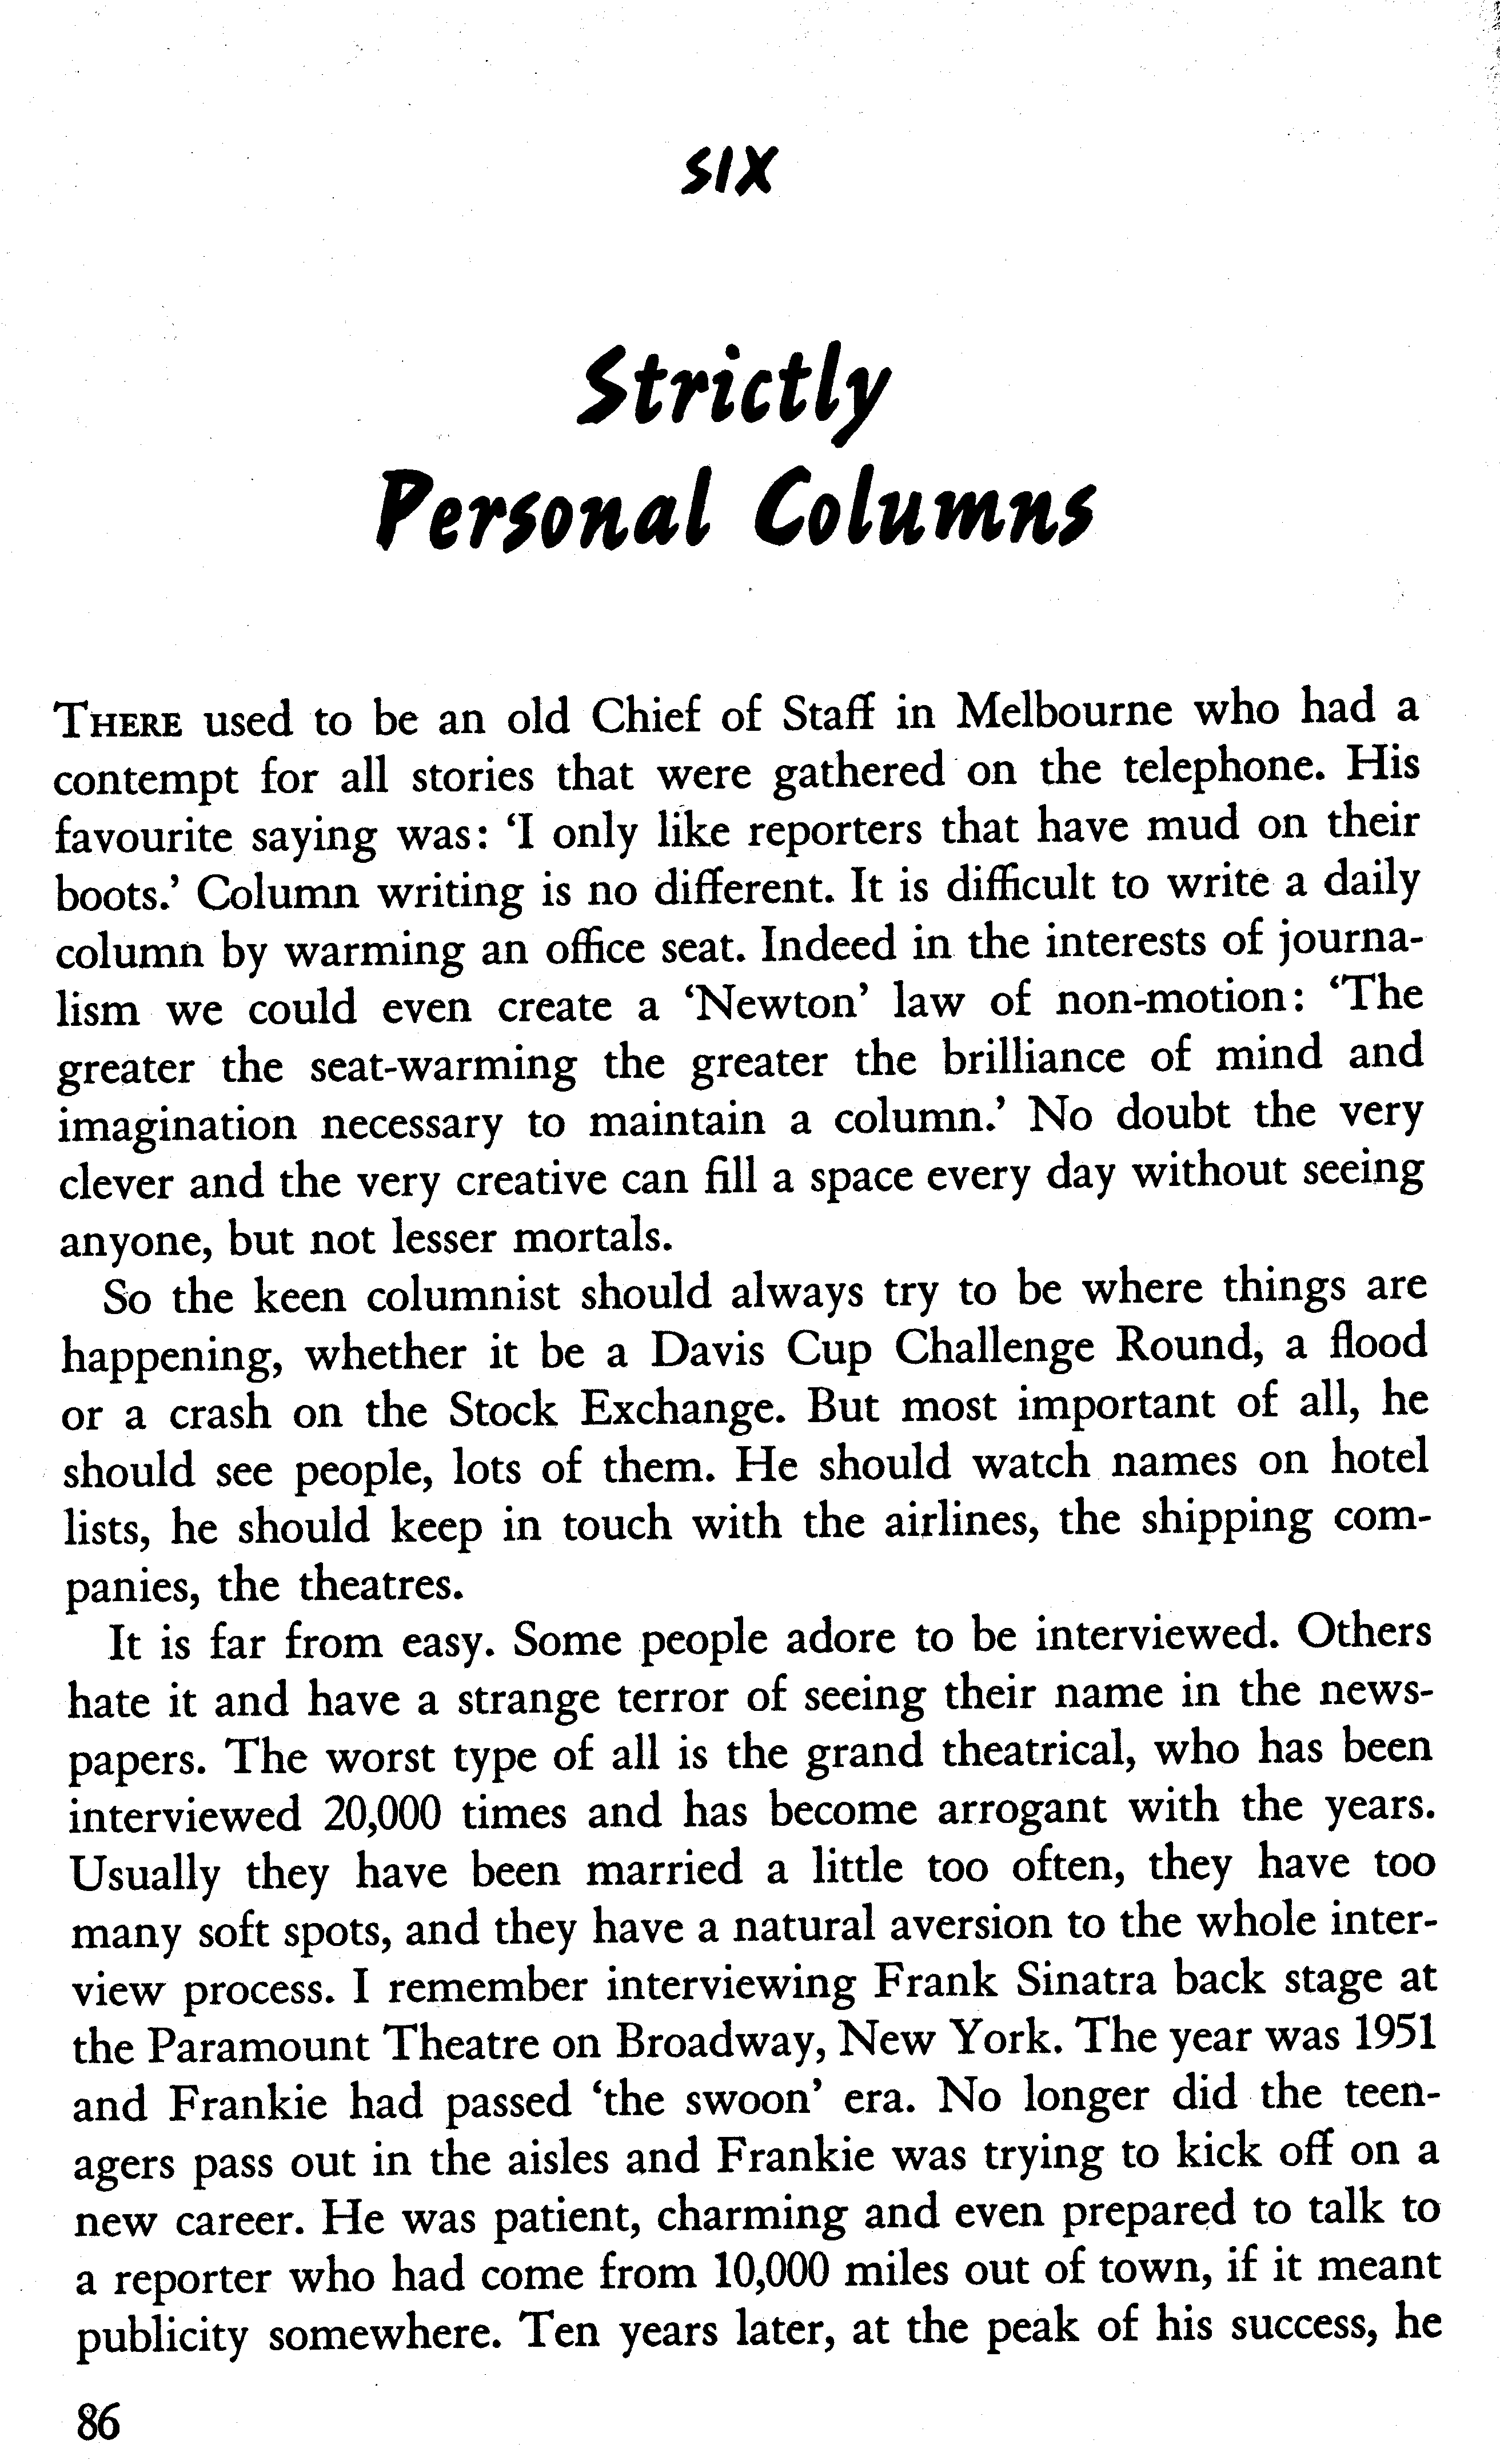 SIX
Strictly
Personal Columns
THERE used to be an old Chief of Staff in Melbourne who had a
contempt for all stories that were gathered on the telephone. His
favourite saying was: ‘I only like reporters that have mud on their
boots.’ Column writing is no different. It is difficult to write a daily
column by warming an office seat. Indeed in the interests of journa-
lism we could even create a ‘Newton’ law of non-motion: ‘The
greater the seat-warming the greater the brilliance of mind and
imagination necessary to maintain a column.’ No doubt the very
clever and the very creative can fill a space every day without seeing
anyone, but not lesser mortals.
So the keen columnist should always try to be where things are
happening, whether it be a Davis Cup Challenge Round, a flood
or a crash on the Stock Exchange. But most important of all, he
should see people, lots of them. He should watch names on hotel
lists, he should keep in touch with the airlines, the shipping com-
panies, the theatres.
It is far from easy. Some people adore to be interviewed. Others
hate it and have a strange terror of seeing their name in the news-
papers. The worst type of all is the grand theatrical, who has been
interviewed 20,000 times and has become arrogant with the years.
Usually they have been married a little too often, they have too
many soft spots, and they have a natural aversion to the whole inter-
view process. I remember interviewing Frank Sinatra back stage at
the Paramount Theatre on Broadway, New York. The year was 1951
and Frankie had passed ‘the swoon’ era. No longer did the teen-
agers pass out in the aisles and Frankie was trying to kick off on a
new career. He was patient, charming and even prepared to talk to
a reporter who had come from 10,000 miles out of town, if it meant
publicity somewhere. Ten years later, at the peak of his success, he
86